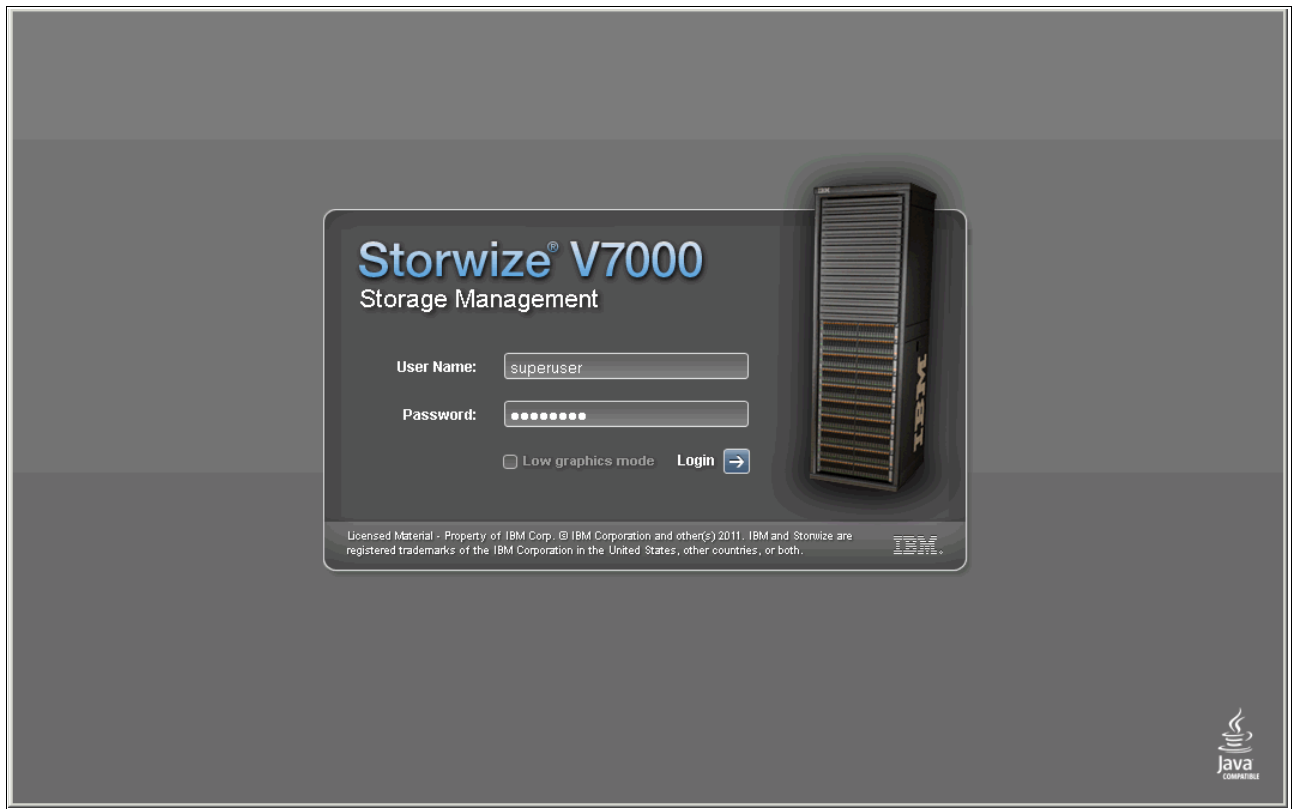 Storwize® V7000
Storage Management
User Name:
superuser
Password:
••••••••
Low graphics mode
Login
Licensed Material - Property of IBM Corp. © IBM Corporation and other(s) 2011. IBM and Storwize are
registered trademarks of the IBM Corporation in the United States, other countries, or both.
IBM.
IBM
Java
COMPATIBLE